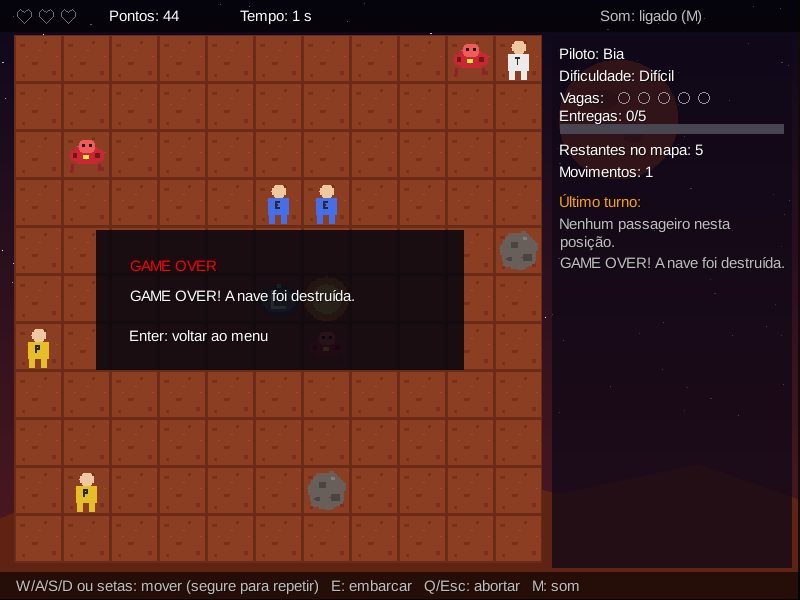 Pontos: 44 Tempo: 1 s Som: ligado (M)
Piloto: Bia
Dificuldade: Difícil
Vagas:
Entregas: 0/5
Restantes no mapa: 5
Movimentos: 1
Último turno:
Nenhum passageiro nesta
posição.
GAME OVER! A nave foi destruída.
T
E E
GAME OVER
GAME OVER! A nave foi destruída.
Enter: voltar ao menu
P
P
W/A/S/D ou setas: mover (segure para repetir) E: embarcar Q/Esc: abortar M: som